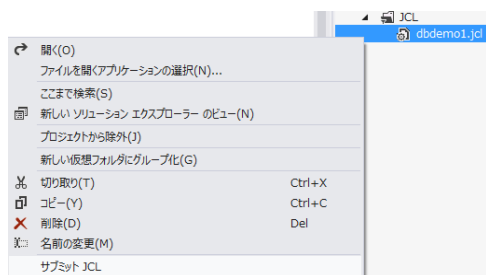 JCL
dbdemo1.jcl
開く(O)
ファイルを開くアプリケーションの選択(N)...
ここまで検索(S)
新しい ソリューション エクスプローラー のビュー(N)
プロジェクトから除外(J)
新しい仮想フォルダにグループ化(G)
切り取り(T) Ctrl+X
コピー(Y) Ctrl+C
削除(D) Del
名前の変更(M)
サブミット JCL